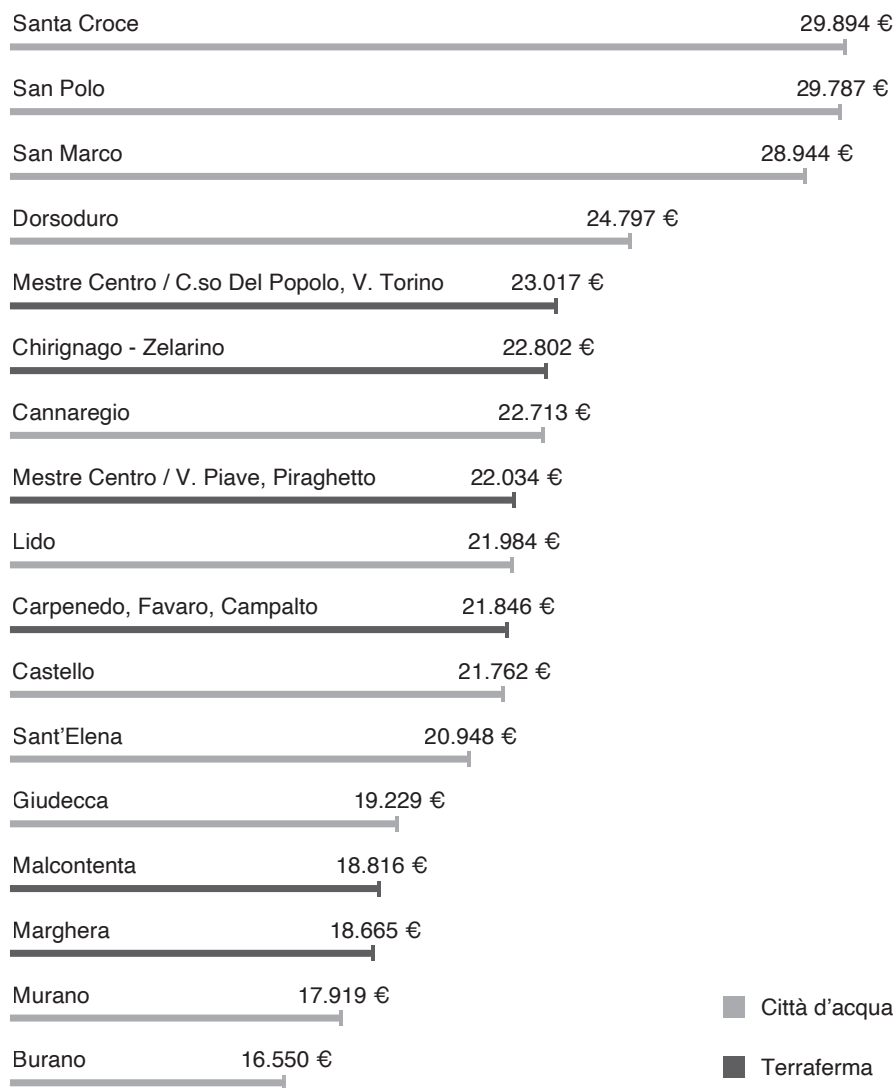 Santa Croce 29.894 €
San Polo 29.787 €
San Marco 28.944 €
Dorsoduro 24.797 €
Mestre Centro / C.so Del Popolo, V. Torino 23.017 €
Chirignago - Zelarino 22.802 €
Cannaregio 22.713 €
Mestre Centro / V. Piave, Piraghetto 22.034 €
Lido 21.984 €
Carpenedo, Favaro, Campalto 21.846 €
Castello 21.762 €
Sant’Elena 20.948 €
Giudecca 19.229 €
Malcontenta 18.816 €
Marghera 18.665 €
Murano 17.919 €
Città d’acqua
Burano 16.550 €
Terraferma